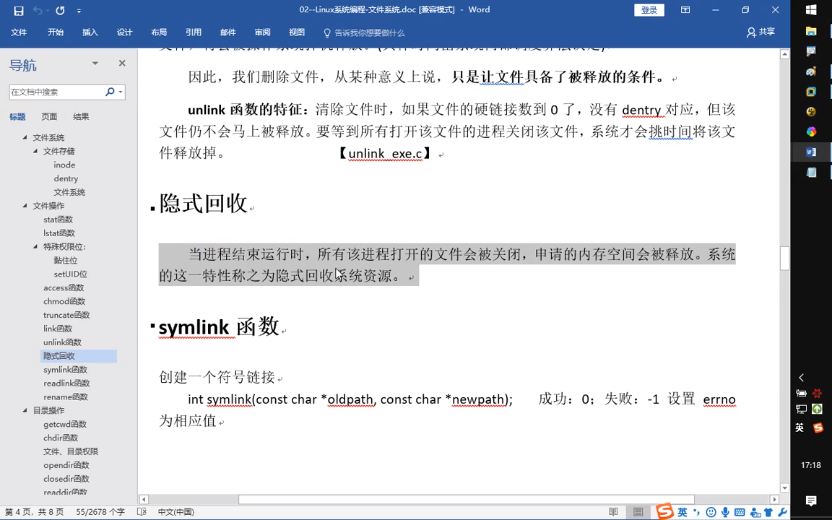 02--Linux系统编程-文件系统.doc [兼容模式] - Word
登录
文件 开始 插入 设计 布局 引用 邮件 审阅 视图 告诉我你想要做什么 共享
导航
在文档中搜索
标题 页面 结果
文件系统
文件存储
inode
dentry
文件系统
文件操作
stat函数
lstat函数
特殊权限位:
黏住位
setUID位
access函数
chmod函数
truncate函数
link函数
unlink函数
隐式回收
symlink函数
readlink函数
rename函数
目录操作
getcwd函数
chdir函数
文件、目录权限
opendir函数
closedir函数
readdir函数
因此，我们删除文件，从某种意义上说，只是让文件具备了被释放的条件。
unlink 函数的特征：清除文件时，如果文件的硬链接数到 0 了，没有 dentry 对应，但该
文件仍不会马上被释放。要等到所有打开该文件的进程关闭该文件，系统才会挑时间将该文
件释放掉。 【unlink_exe.c】
隐式回收
当进程结束运行时，所有该进程打开的文件会被关闭，申请的内存空间会被释放。系统
的这一特性称之为隐式回收系统资源。
symlink 函数
创建一个符号链接
int symlink(const char *oldpath, const char *newpath); 成功：0；失败：-1 设置 errno
为相应值
第 4 页，共 8 页 55/2678 个字 中文(中国)
英
英
17:18